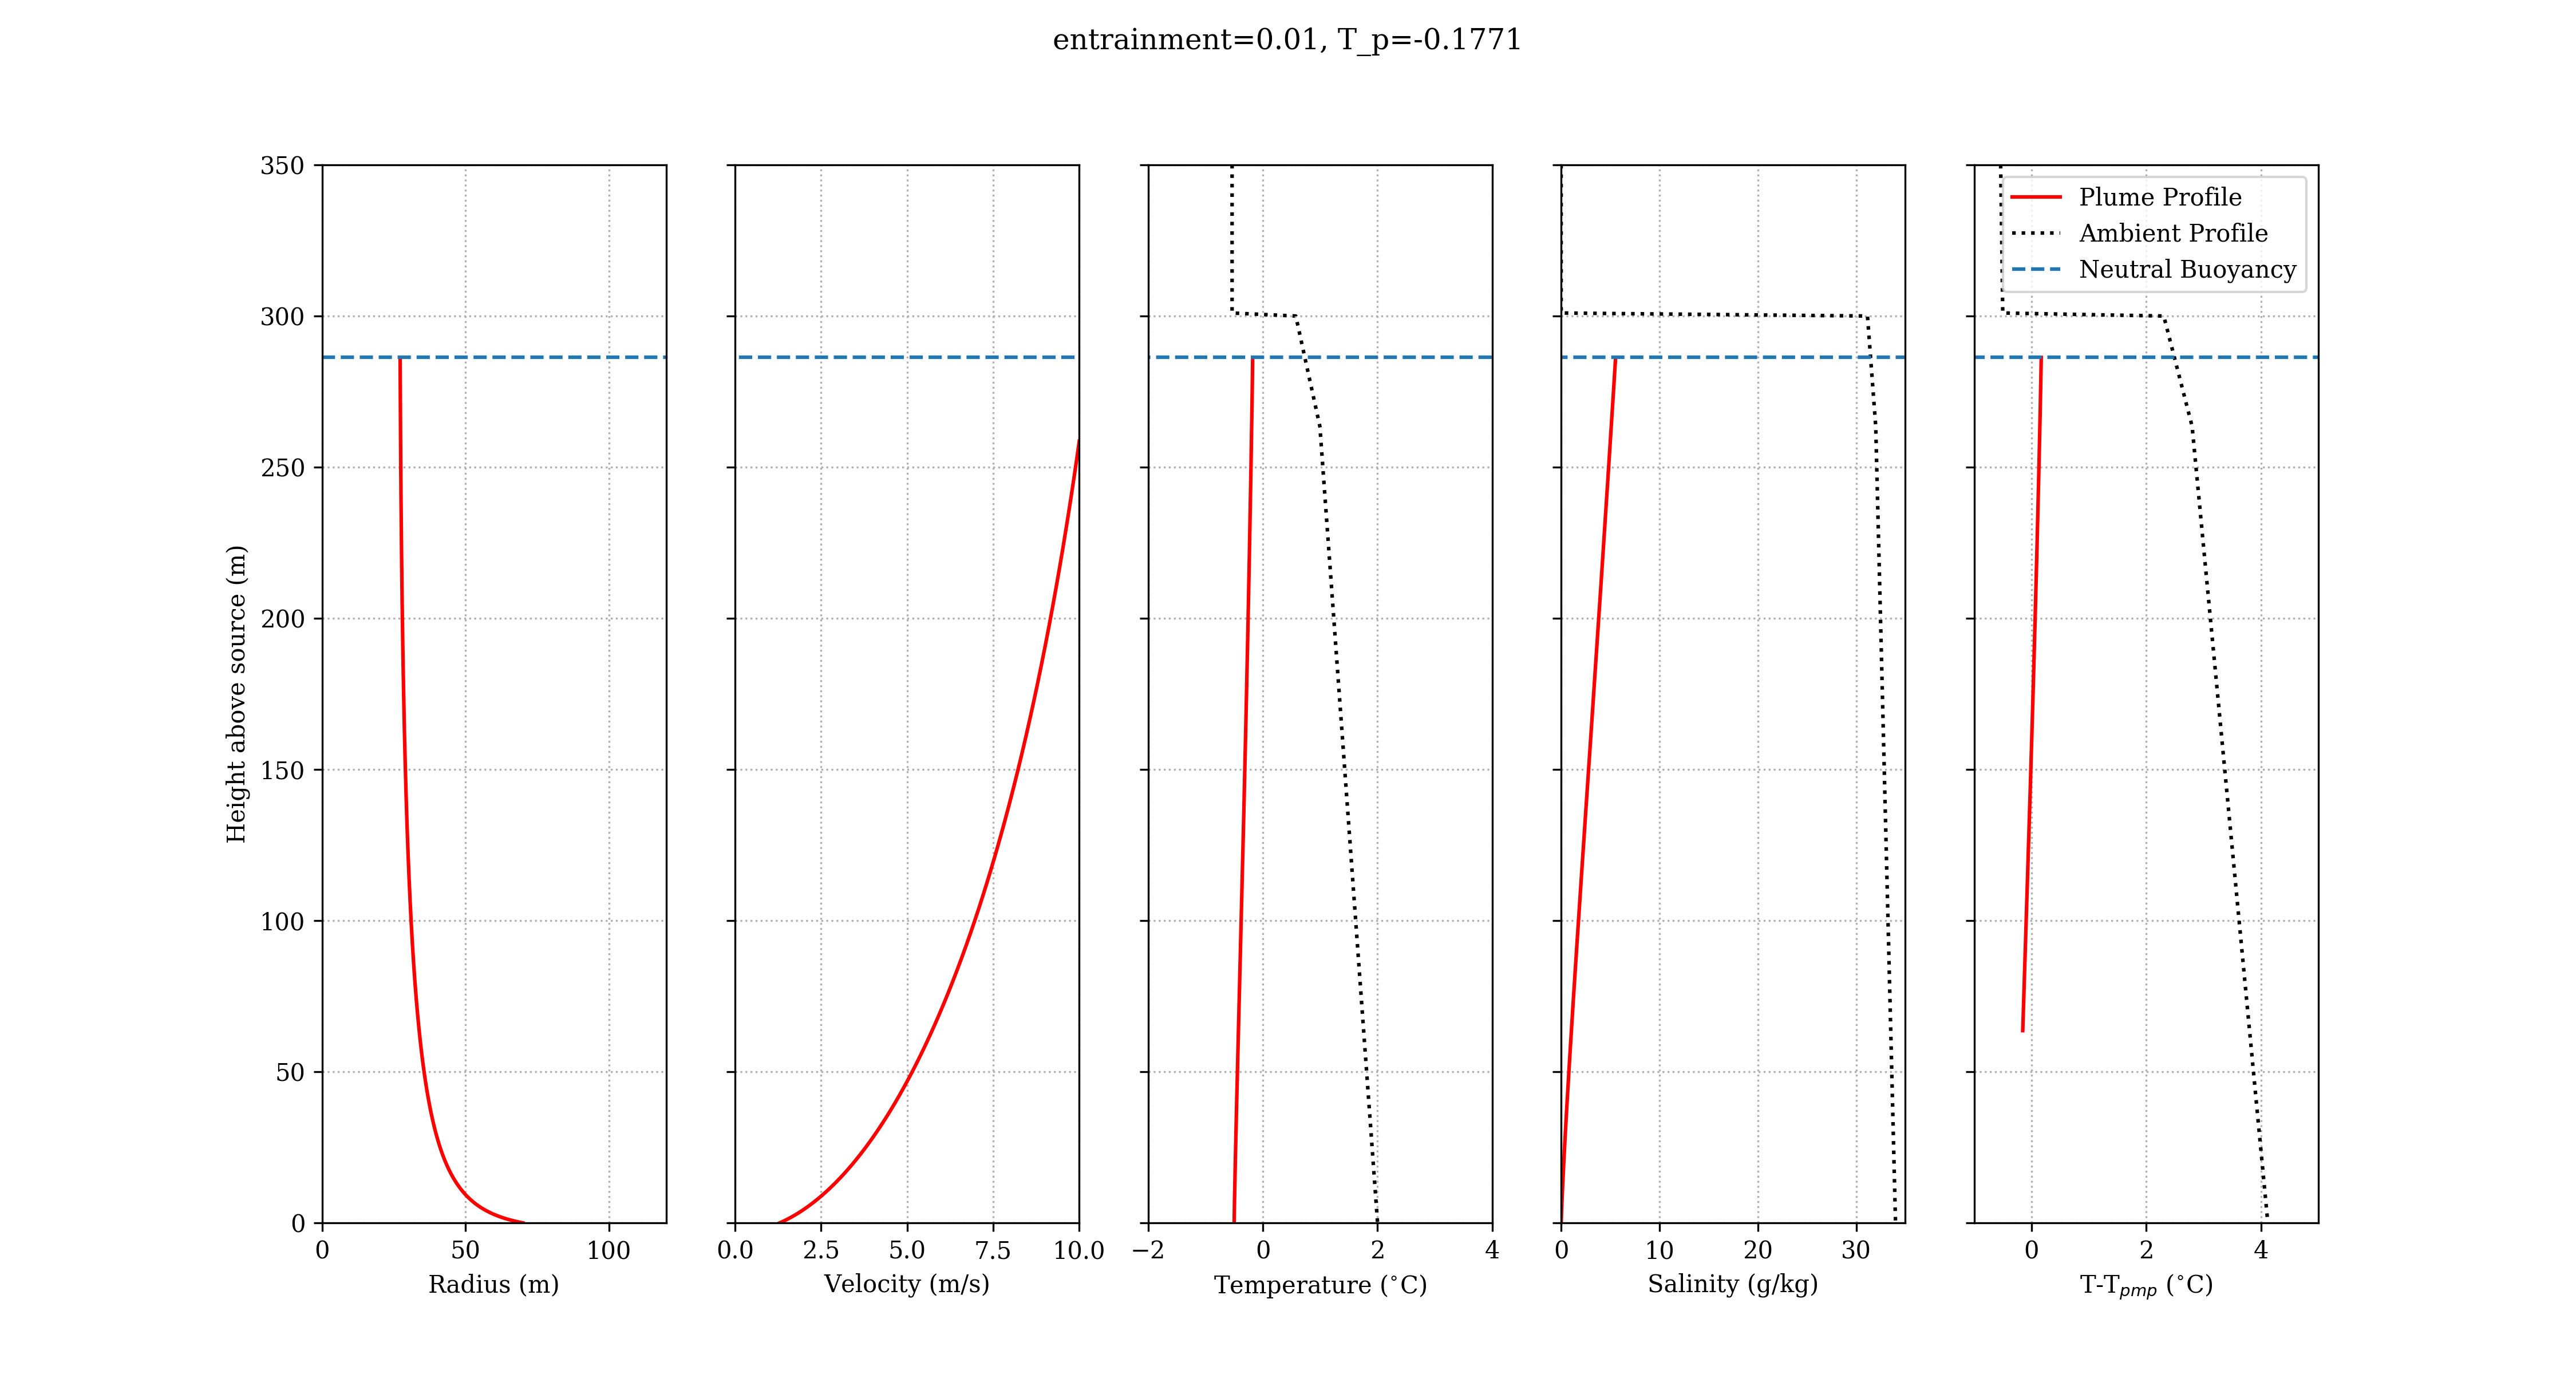 entrainment=0.01, T_p=-0.1771
Height above source (m)
350
300
250
200
150
100
50
0
0 50 100
Radius (m)
0.0 2.5 5.0 7.5 10.0
Velocity (m/s)
−2 0 2 4
Temperature (°C)
0 10 20 30
Salinity (g/kg)
Plume Profile
Ambient Profile
Neutral Buoyancy
0 2 4
T-Tpmp (°C)